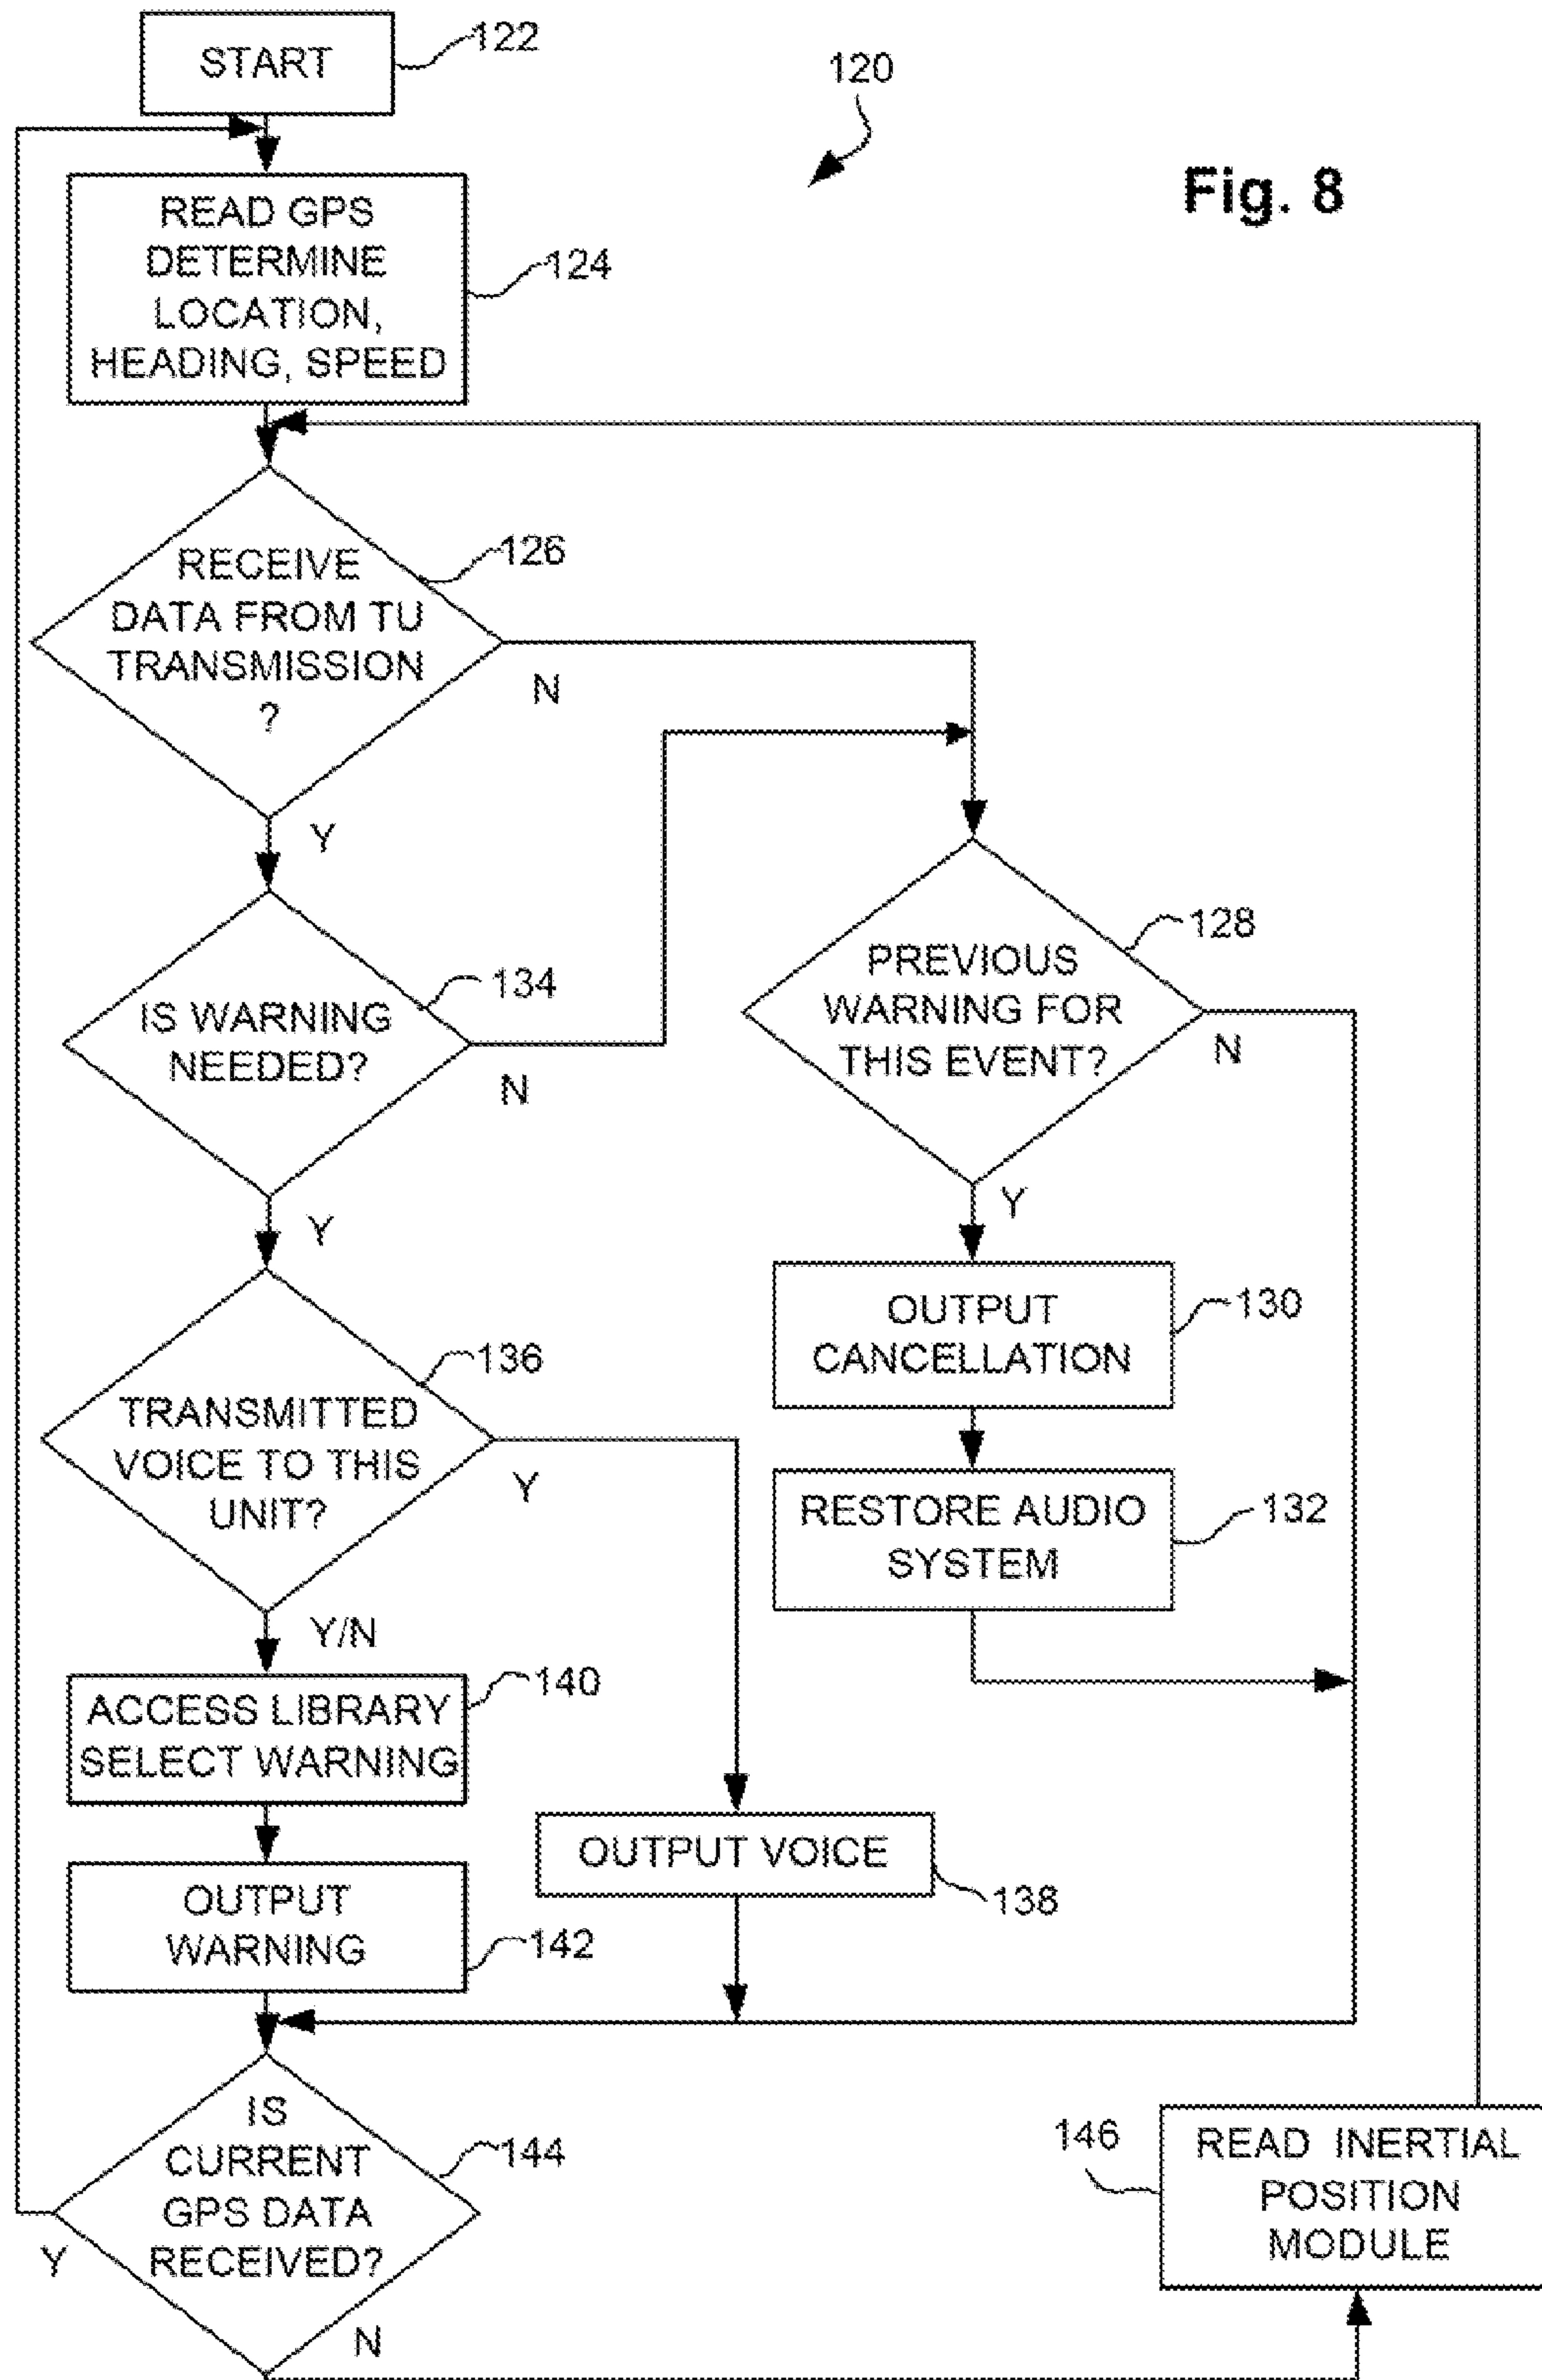 START
122
120
Fig. 8
READ GPS
DETERMINE
LOCATION,
HEADING, SPEED
124
RECEIVE
DATA FROM TU
TRANSMISSION
?
126
N
Y
IS WARNING
NEEDED?
134
N
Y
PREVIOUS
WARNING FOR
THIS EVENT?
128
N
Y
OUTPUT
CANCELLATION
130
RESTORE AUDIO
SYSTEM
132
TRANSMITTED
VOICE TO THIS
UNIT?
136
Y
Y/N
ACCESS LIBRARY
SELECT WARNING
140
OUTPUT VOICE
138
OUTPUT
WARNING
142
IS
CURRENT
GPS DATA
RECEIVED?
144
Y
N
146
READ INERTIAL
POSITION
MODULE